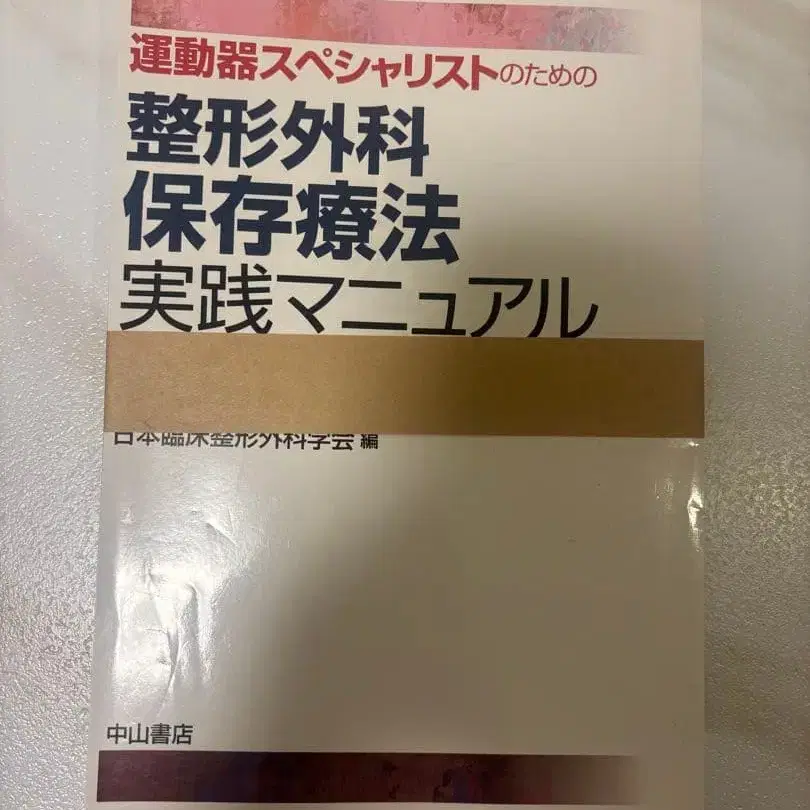 運動器スペシャリストのための
整形外科
保存療法
実践マニュアル
日本臨床整形外科学会 編
中山書店